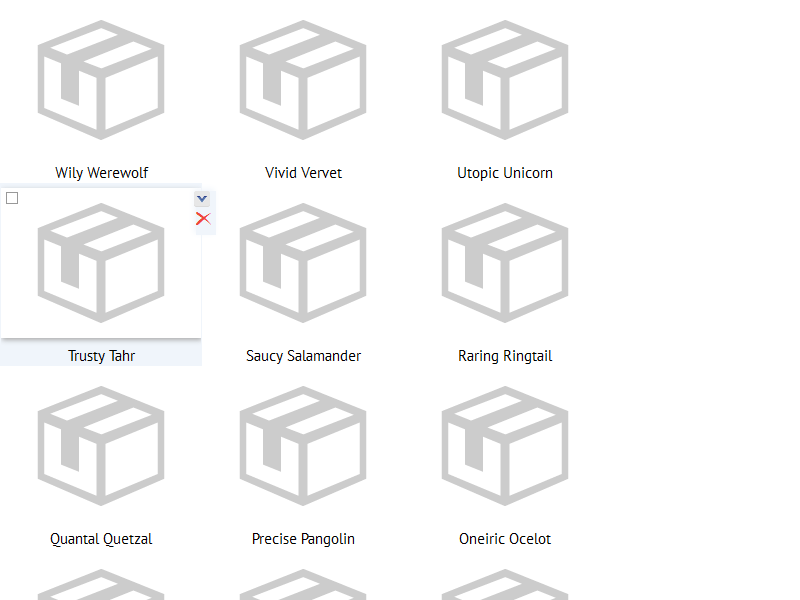 Wily Werewolf
Vivid Vervet
Utopic Unicorn
Trusty Tahr
Saucy Salamander
Raring Ringtail
Quantal Quetzal
Precise Pangolin
Oneiric Ocelot